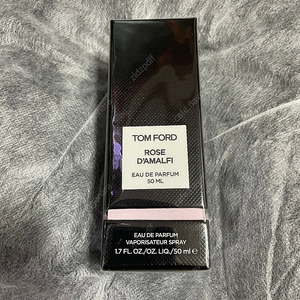 TOM FORD
ROSE
D'AMALFI
EAU DE PARFUM
50 ML
EAU DE PARFUM
VAPORISATEUR SPRAY
1.7 FL. OZ./OZ. LIQ./50 ml ℮